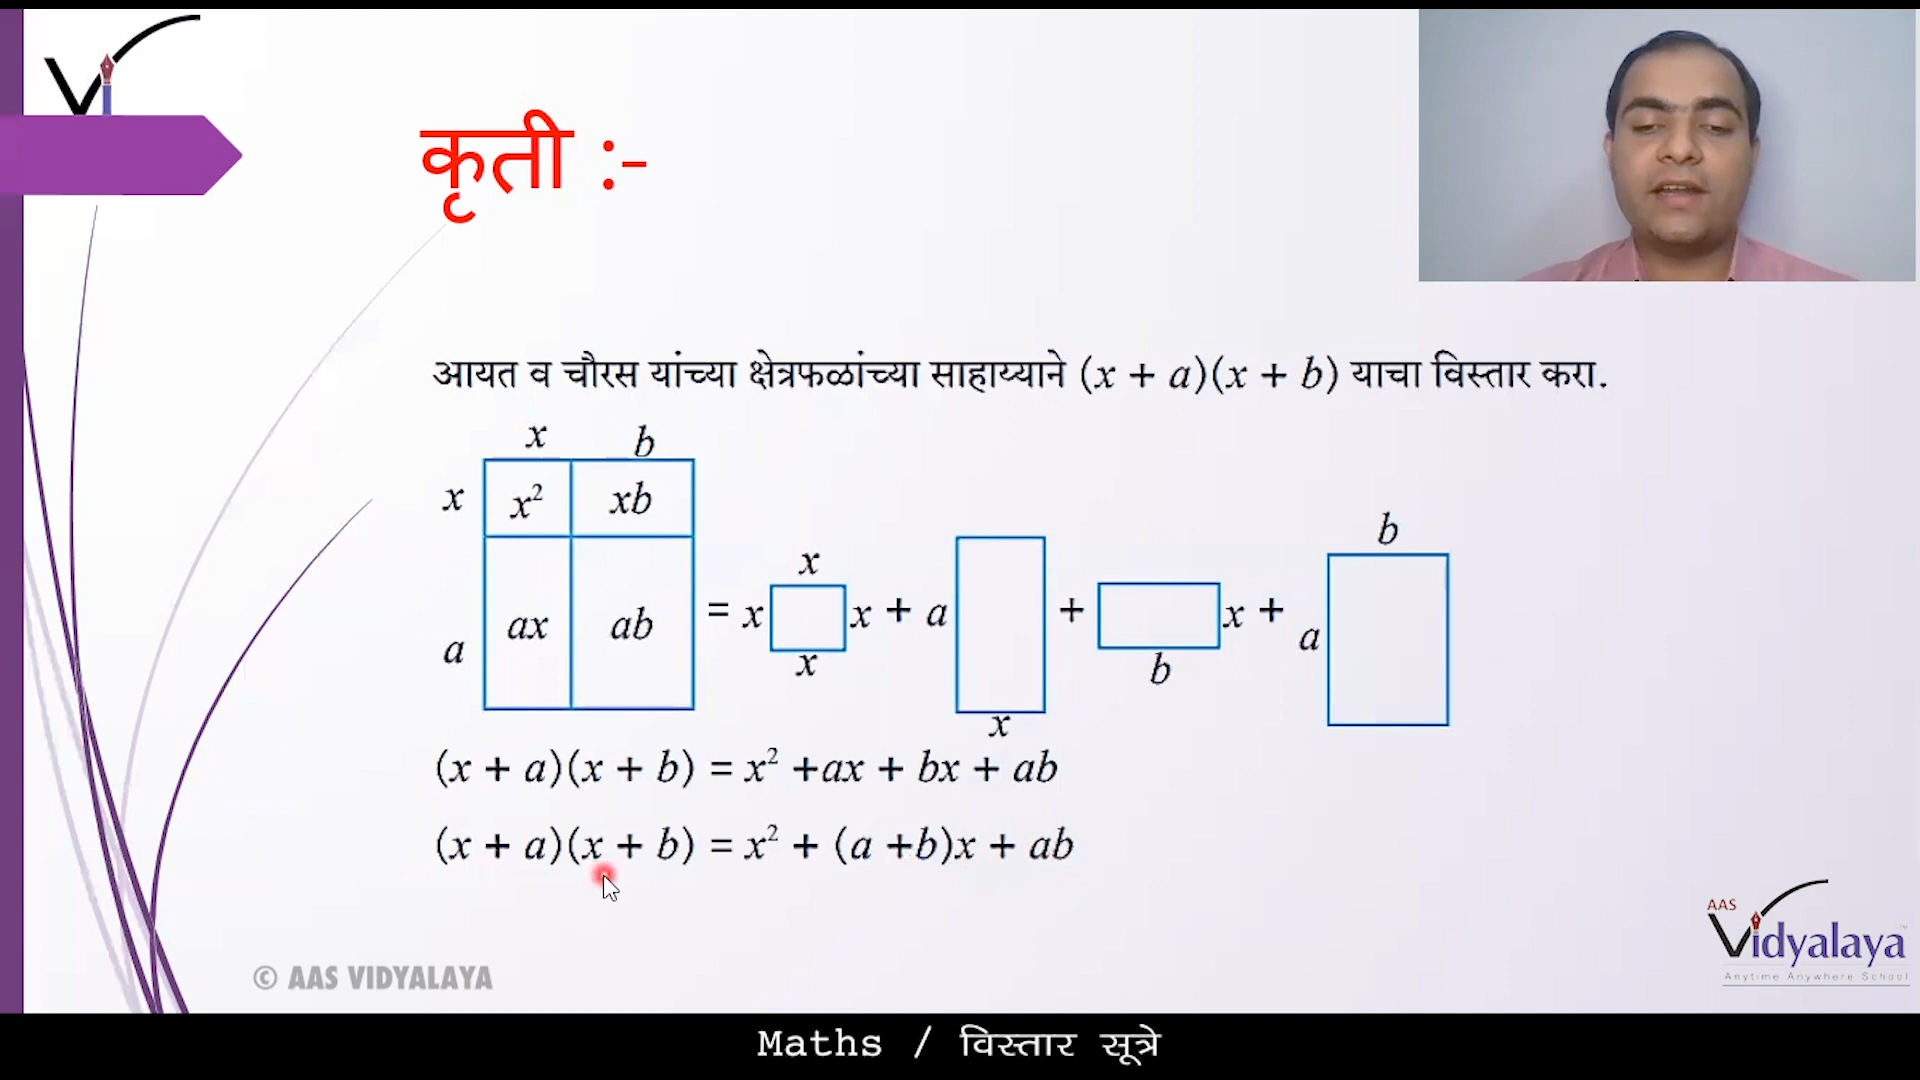 Vi
कृती :-
आयत व चौरस यांच्या क्षेत्रफळांच्या साहाय्याने (x + a)(x + b) याचा विस्तार करा.
x b
x x² xb
a ax ab
= x x x x + a x + b x + a b
(x + a)(x + b) = x² +ax + bx + ab
(x + a)(x + b) = x² + (a +b)x + ab
AAS
Vidyalaya
Anytime Anywhere School
© AAS VIDYALAYA
Maths / विस्तार सूत्रे